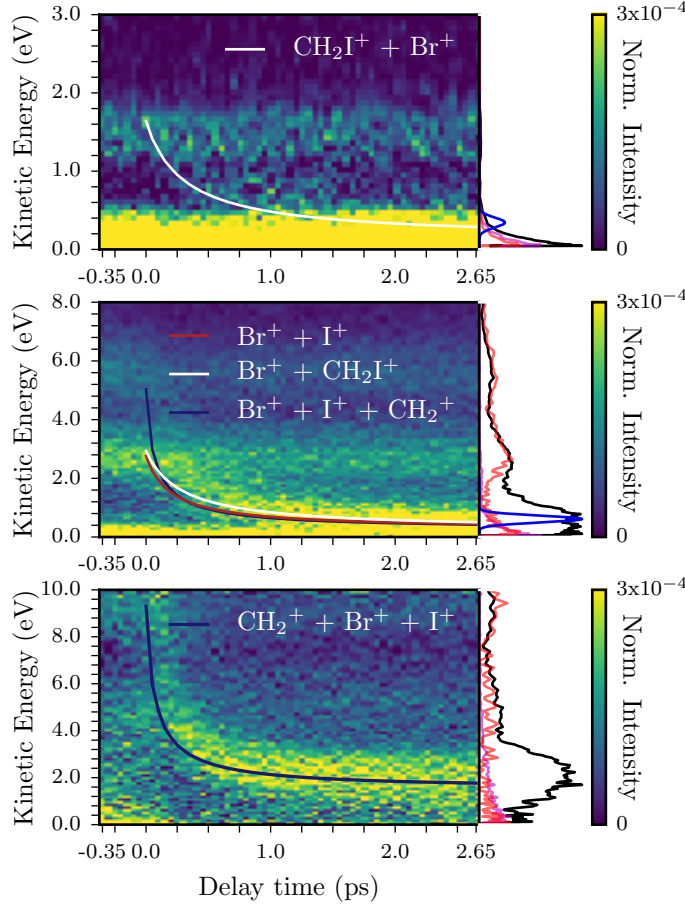 3.0
2.0
1.0
0.0
Kinetic Energy (eV)
CH₂I⁺ + Br⁺
-0.35 0.0 1.0 2.0 2.65
3x10⁻⁴
0
Norm. Intensity
8.0
6.0
4.0
2.0
0.0
Kinetic Energy (eV)
Br⁺ + I⁺
Br⁺ + CH₂I⁺
Br⁺ + I⁺ + CH₂⁺
-0.35 0.0 1.0 2.0 2.65
3x10⁻⁴
0
Norm. Intensity
10.0
8.0
6.0
4.0
2.0
0.0
Kinetic Energy (eV)
CH₂⁺ + Br⁺ + I⁺
-0.35 0.0 1.0 2.0 2.65
3x10⁻⁴
0
Norm. Intensity
Delay time (ps)